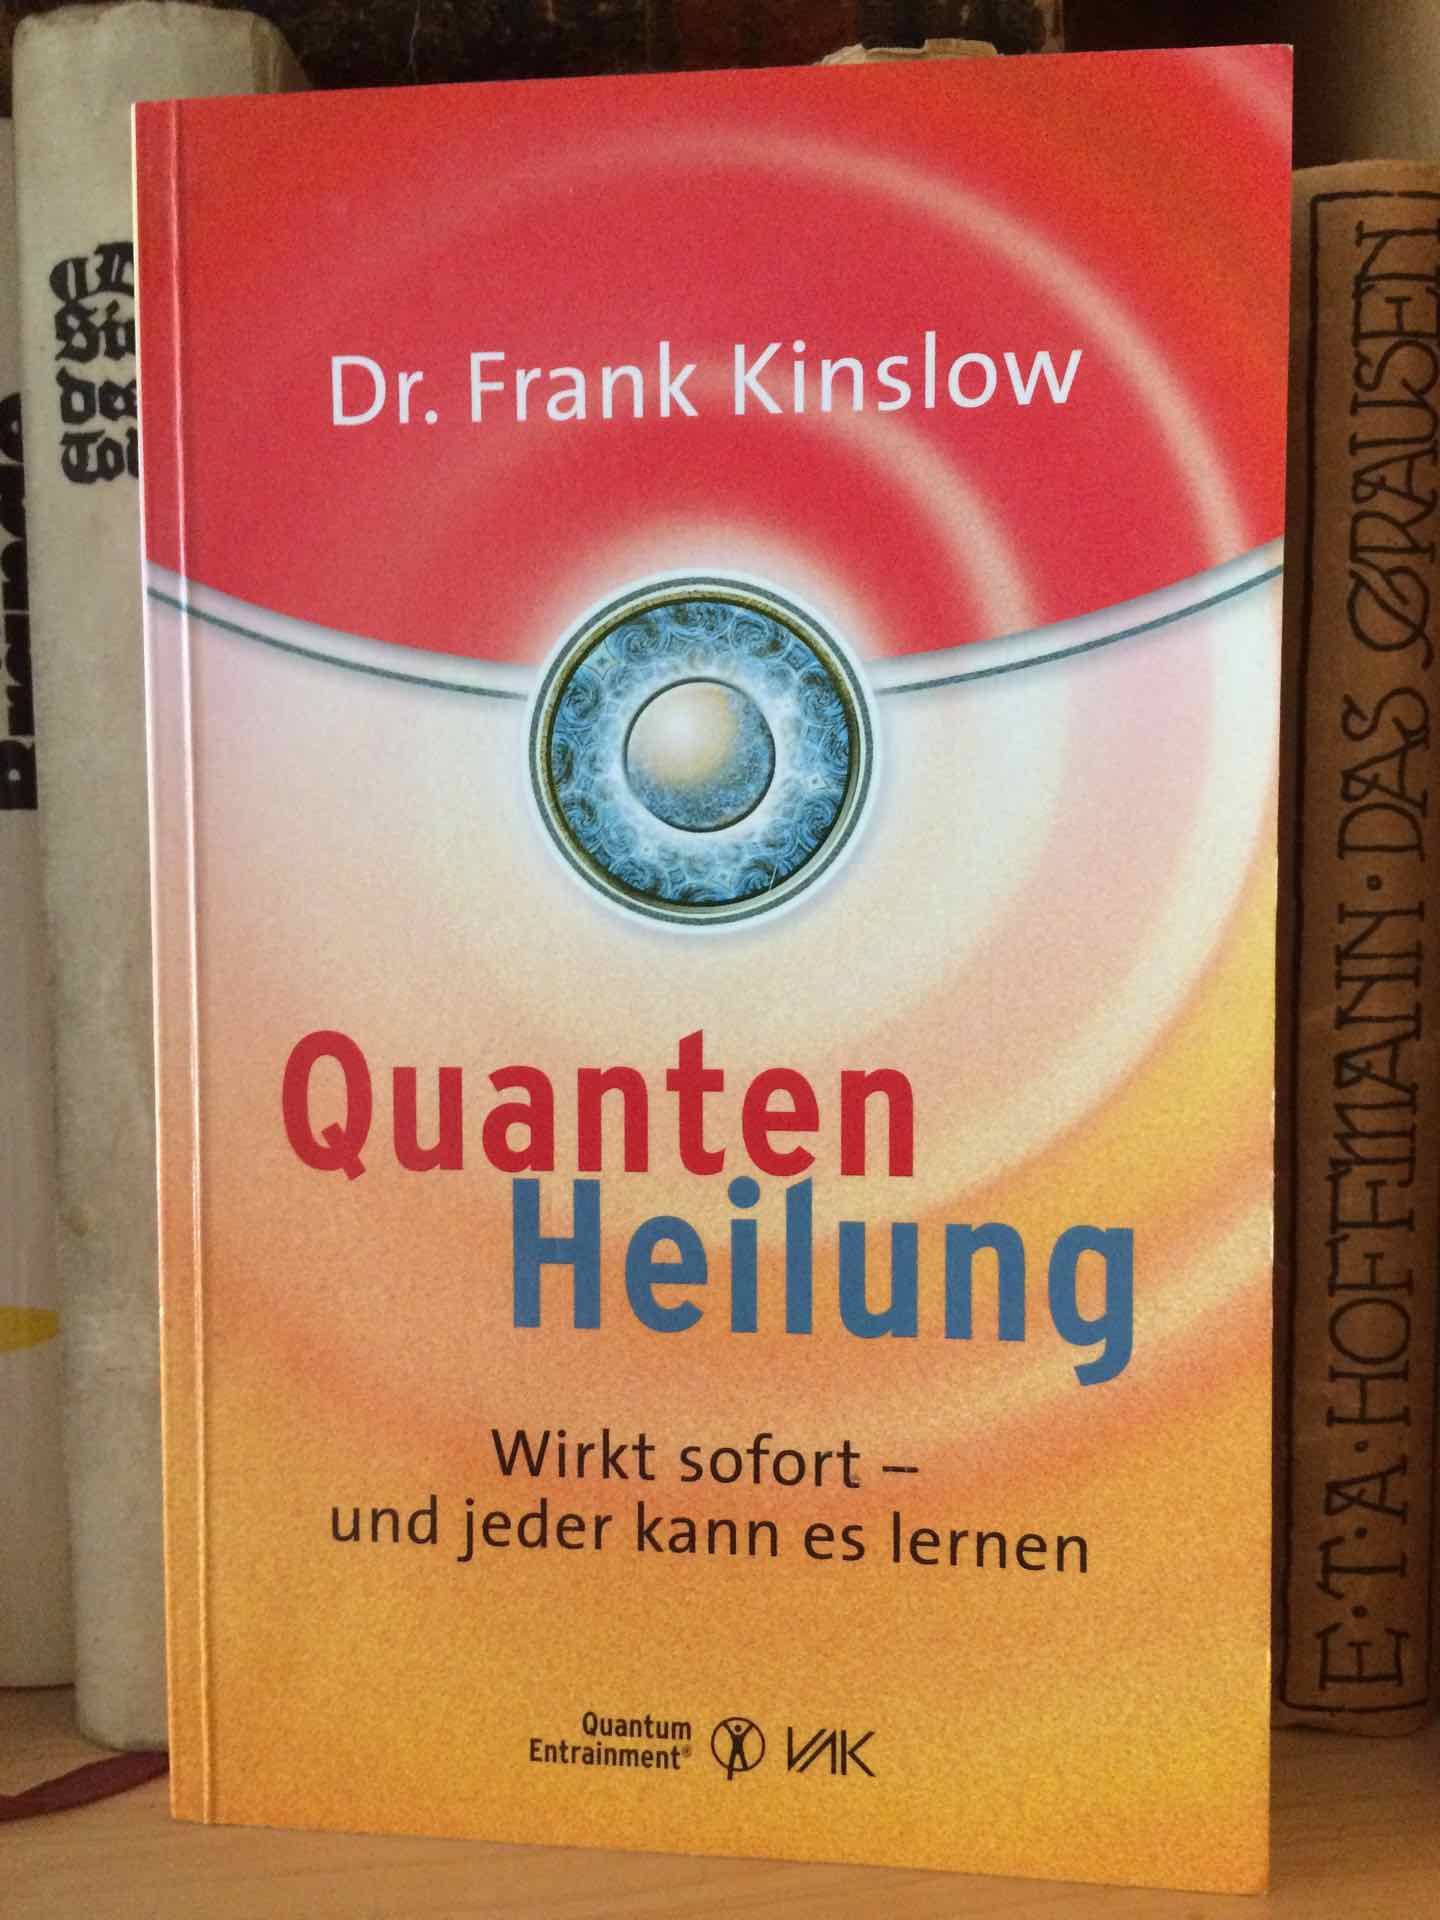 Dr. Frank Kinslow
Quanten
Heilung
Wirkt sofort –
und jeder kann es lernen
Quantum
Entrainment®
VAK
E·T·A·HOFFMANN·DAS GRAUSEN